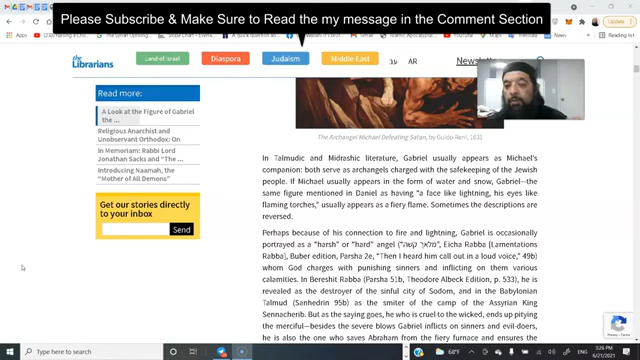 Please Subscribe & Make Sure to Read the my message in the Comment Section
the Librarians
Land of Israel
Diaspora
Judaism
Middle East
עב
AR
Newslette
Read more:
A Look at the Figure of Gabriel
the ...
Religious Anarchist and
Unobservant Orthodox: On
In Memoriam: Rabbi Lord
Jonathan Sacks and "The ...
Introducing Naamah, the
"Mother of All Demons"
Get our stories directly
to your inbox
Send
The Archangel Michael Defeating Satan, by Guido Reni, 1631
In Talmudic and Midrashic literature, Gabriel usually appears as Michael's
companion: both serve as archangels charged with the safekeeping of the Jewish
people. If Michael usually appears in the form of water and snow, Gabriel—the
same figure mentioned in Daniel as having "a face like lightning, his eyes like
flaming torches," usually appears as a fiery flame. Sometimes the descriptions are
reversed.
Perhaps because of his connection to fire and lightning, Gabriel is occasionally
portrayed as a "harsh" or "hard" angel ("מלאך קשה", Eicha Rabba [Lamentations
Rabba], Buber edition, Parsha 2e, "Then I heard him call out in a loud voice," 49b)
whom God charges with punishing sinners and inflicting on them various
calamities. In Bereshit Rabba (Parsha 51b, Theodore Albeck Edition, p. 533), he is
revealed as the destroyer of the sinful city of Sodom, and in the Babylonian
Talmud (Sanhedrin 95b) as the smiter of the camp of the Assyrian King
Sennacherib. But as the saying goes, he who is cruel to the wicked, ends up pitying
the merciful—besides the severe blows Gabriel inflicts on sinners and evil-doers, he
is also the one who saves Abraham from the fiery furnace and ensures the
Type here to search
68°F
3:26 PM
6/21/2021